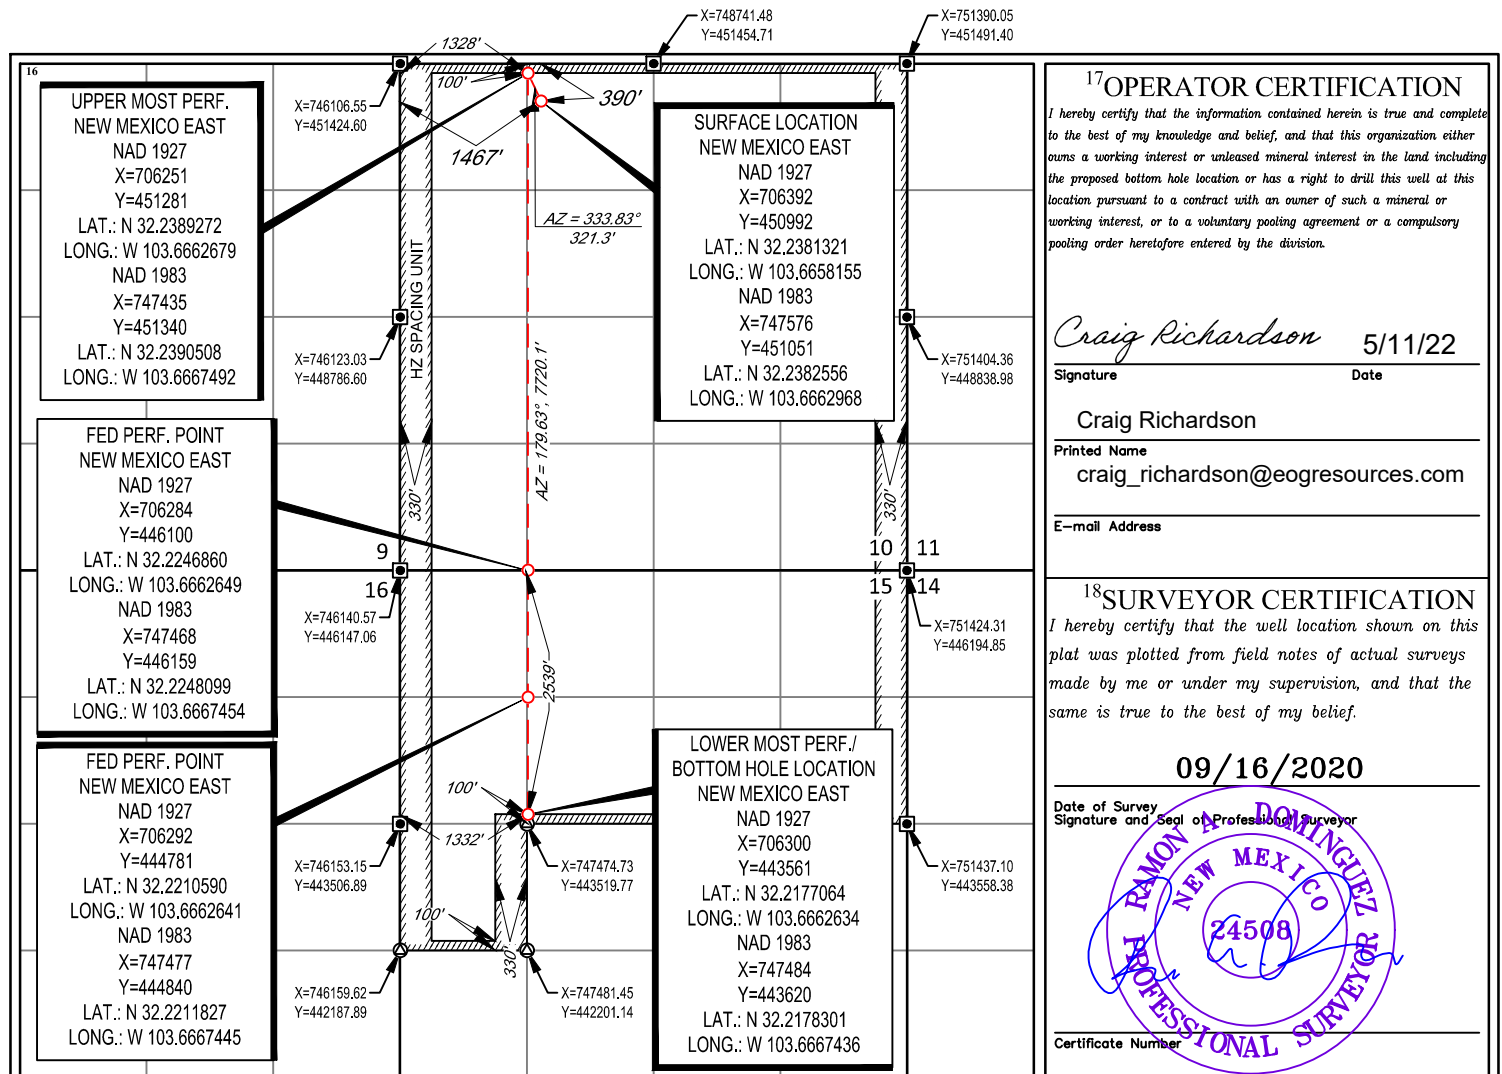 X=748741.48
Y=451454.71
X=751390.05
Y=451491.40
16
1328'
100'
390'
1467'
X=746106.55
Y=451424.60
UPPER MOST PERF.
NEW MEXICO EAST
NAD 1927
X=706251
Y=451281
LAT.: N 32.2389272
LONG.: W 103.6662679
NAD 1983
X=747435
Y=451340
LAT.: N 32.2390508
LONG.: W 103.6667492
SURFACE LOCATION
NEW MEXICO EAST
NAD 1927
X=706392
Y=450992
LAT.: N 32.2381321
LONG.: W 103.6658155
NAD 1983
X=747576
Y=451051
LAT.: N 32.2382556
LONG.: W 103.6662968
AZ = 333.83°
321.3'
HZ SPACING UNIT
AZ = 179.63°, 7720.1'
X=746123.03
Y=448786.60
X=751404.36
Y=448838.98
330'
330'
FED PERF. POINT
NEW MEXICO EAST
NAD 1927
X=706284
Y=446100
LAT.: N 32.2246860
LONG.: W 103.6662649
NAD 1983
X=747468
Y=446159
LAT.: N 32.2248099
LONG.: W 103.6667454
9
16
10 11
15 14
X=746140.57
Y=446147.06
X=751424.31
Y=446194.85
2539'
FED PERF. POINT
NEW MEXICO EAST
NAD 1927
X=706292
Y=444781
LAT.: N 32.2210590
LONG.: W 103.6662641
NAD 1983
X=747477
Y=444840
LAT.: N 32.2211827
LONG.: W 103.6667445
LOWER MOST PERF./
BOTTOM HOLE LOCATION
NEW MEXICO EAST
NAD 1927
X=706300
Y=443561
LAT.: N 32.2177064
LONG.: W 103.6662634
NAD 1983
X=747484
Y=443620
LAT.: N 32.2178301
LONG.: W 103.6667436
100'
1332'
X=746153.15
Y=443506.89
X=747474.73
Y=443519.77
X=751437.10
Y=443558.38
100'
330'
X=746159.62
Y=442187.89
X=747481.45
Y=442201.14
17 OPERATOR CERTIFICATION
I hereby certify that the information contained herein is true and complete
to the best of my knowledge and belief, and that this organization either
owns a working interest or unleased mineral interest in the land including
the proposed bottom hole location or has a right to drill this well at this
location pursuant to a contract with an owner of such a mineral or
working interest, or to a voluntary pooling agreement or a compulsory
pooling order heretofore entered by the division.
Craig Richardson 5/11/22
Signature Date
Craig Richardson
Printed Name
craig_richardson@eogresources.com
E-mail Address
18 SURVEYOR CERTIFICATION
I hereby certify that the well location shown on this
plat was plotted from field notes of actual surveys
made by me or under my supervision, and that the
same is true to the best of my belief.
09/16/2020
Date of Survey
Signature and Seal of Professional Surveyor
RAMON A. DOMINGUEZ
NEW MEXICO
24508
PROFESSIONAL SURVEYOR
Certificate Number